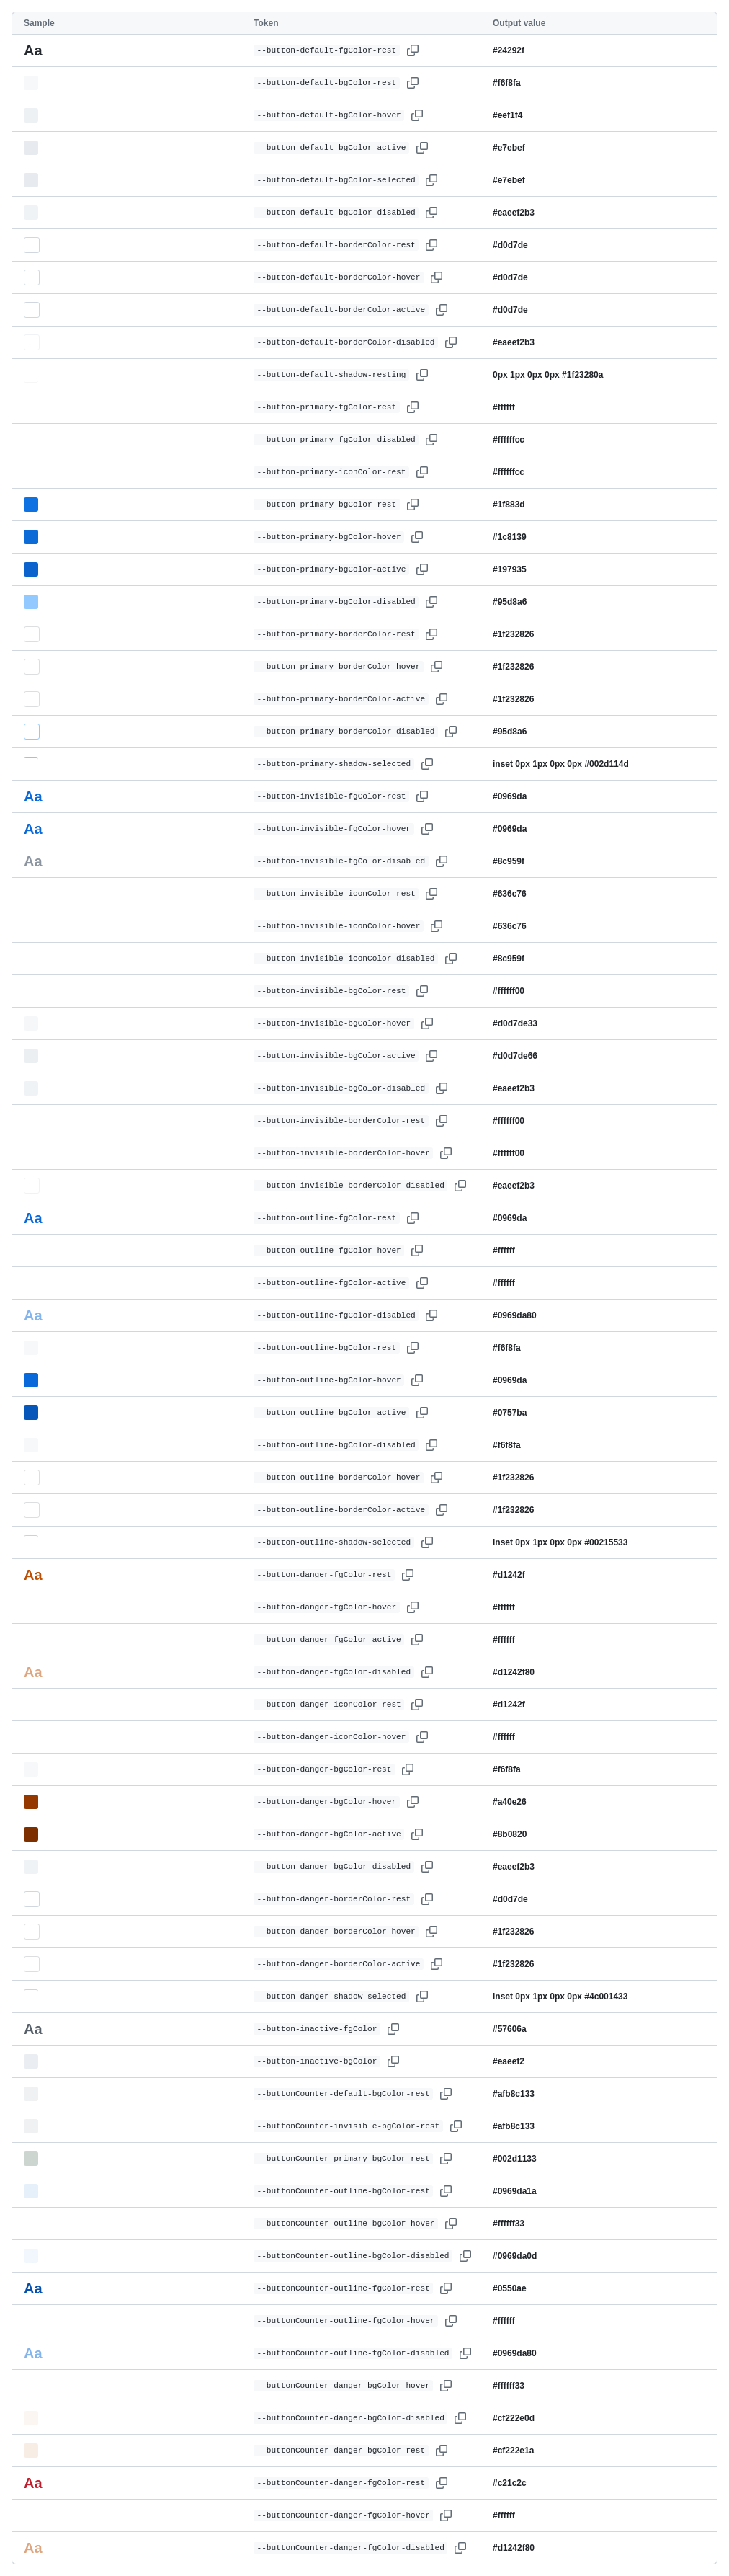 Sample Token Output value
Aa --button-default-fgColor-rest #24292f
--button-default-bgColor-rest #f6f8fa
--button-default-bgColor-hover #eef1f4
--button-default-bgColor-active #e7ebef
--button-default-bgColor-selected #e7ebef
--button-default-bgColor-disabled #eaeef2b3
--button-default-borderColor-rest #d0d7de
--button-default-borderColor-hover #d0d7de
--button-default-borderColor-active #d0d7de
--button-default-borderColor-disabled #eaeef2b3
--button-default-shadow-resting 0px 1px 0px 0px #1f23280a
--button-primary-fgColor-rest #ffffff
--button-primary-fgColor-disabled #ffffffcc
--button-primary-iconColor-rest #ffffffcc
--button-primary-bgColor-rest #1f883d
--button-primary-bgColor-hover #1c8139
--button-primary-bgColor-active #197935
--button-primary-bgColor-disabled #95d8a6
--button-primary-borderColor-rest #1f232826
--button-primary-borderColor-hover #1f232826
--button-primary-borderColor-active #1f232826
--button-primary-borderColor-disabled #95d8a6
--button-primary-shadow-selected inset 0px 1px 0px 0px #002d114d
Aa --button-invisible-fgColor-rest #0969da
Aa --button-invisible-fgColor-hover #0969da
Aa --button-invisible-fgColor-disabled #8c959f
--button-invisible-iconColor-rest #636c76
--button-invisible-iconColor-hover #636c76
--button-invisible-iconColor-disabled #8c959f
--button-invisible-bgColor-rest #ffffff00
--button-invisible-bgColor-hover #d0d7de33
--button-invisible-bgColor-active #d0d7de66
--button-invisible-bgColor-disabled #eaeef2b3
--button-invisible-borderColor-rest #ffffff00
--button-invisible-borderColor-hover #ffffff00
--button-invisible-borderColor-disabled #eaeef2b3
Aa --button-outline-fgColor-rest #0969da
--button-outline-fgColor-hover #ffffff
--button-outline-fgColor-active #ffffff
Aa --button-outline-fgColor-disabled #0969da80
--button-outline-bgColor-rest #f6f8fa
--button-outline-bgColor-hover #0969da
--button-outline-bgColor-active #0757ba
--button-outline-bgColor-disabled #f6f8fa
--button-outline-borderColor-hover #1f232826
--button-outline-borderColor-active #1f232826
--button-outline-shadow-selected inset 0px 1px 0px 0px #00215533
Aa --button-danger-fgColor-rest #d1242f
--button-danger-fgColor-hover #ffffff
--button-danger-fgColor-active #ffffff
Aa --button-danger-fgColor-disabled #d1242f80
--button-danger-iconColor-rest #d1242f
--button-danger-iconColor-hover #ffffff
--button-danger-bgColor-rest #f6f8fa
--button-danger-bgColor-hover #a40e26
--button-danger-bgColor-active #8b0820
--button-danger-bgColor-disabled #eaeef2b3
--button-danger-borderColor-rest #d0d7de
--button-danger-borderColor-hover #1f232826
--button-danger-borderColor-active #1f232826
--button-danger-shadow-selected inset 0px 1px 0px 0px #4c001433
Aa --button-inactive-fgColor #57606a
--button-inactive-bgColor #eaeef2
--buttonCounter-default-bgColor-rest #afb8c133
--buttonCounter-invisible-bgColor-rest #afb8c133
--buttonCounter-primary-bgColor-rest #002d1133
--buttonCounter-outline-bgColor-rest #0969da1a
--buttonCounter-outline-bgColor-hover #ffffff33
--buttonCounter-outline-bgColor-disabled #0969da0d
Aa --buttonCounter-outline-fgColor-rest #0550ae
--buttonCounter-outline-fgColor-hover #ffffff
Aa --buttonCounter-outline-fgColor-disabled #0969da80
--buttonCounter-danger-bgColor-hover #ffffff33
--buttonCounter-danger-bgColor-disabled #cf222e0d
--buttonCounter-danger-bgColor-rest #cf222e1a
Aa --buttonCounter-danger-fgColor-rest #c21c2c
--buttonCounter-danger-fgColor-hover #ffffff
Aa --buttonCounter-danger-fgColor-disabled #d1242f80